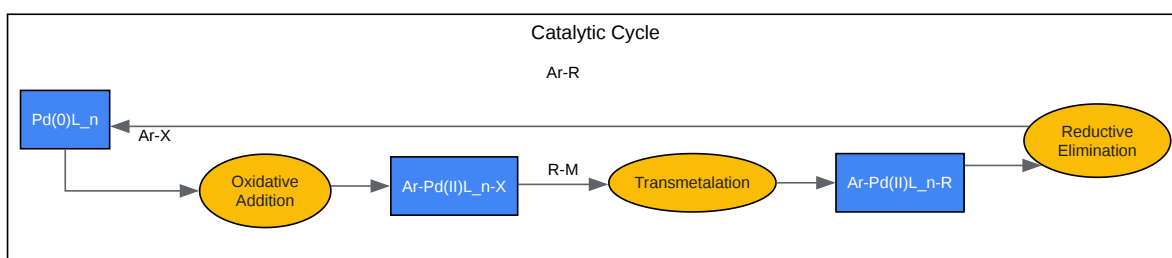 Catalytic Cycle
Ar-R
Pd(0)L_n
Ar-X
Oxidative
Addition
Ar-Pd(II)L_n-X
R-M
Transmetalation
Ar-Pd(II)L_n-R
Reductive
Elimination